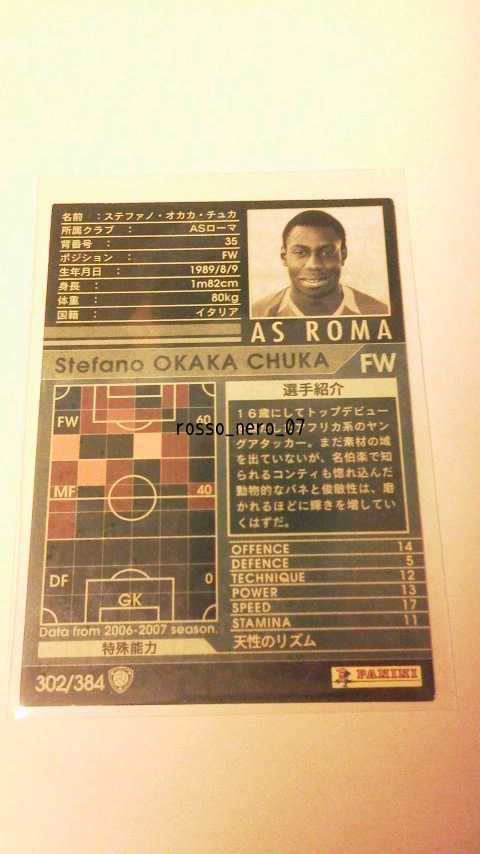 名前 ：ステファノ・オカカ・チュカ
所属クラブ ： ASローマ
背番号 ： 35
ポジション ： FW
生年月日 ： 1989/8/9
身長 ： 1m82cm
体重 ： 80kg
国籍 ： イタリア
AS ROMA
Stefano OKAKA CHUKA FW
選手紹介
16歳にしてトップデビュー
フリカ系のヤン
グアタッカー。まだ素材の域
を出ていないが、名伯楽で知
られるコンティも惚れ込んだ
動物的なバネと俊敏性は、磨
かれるほどに輝きを増してい
くはずだ。
rosso_nero_07
FW 60
MF 40
DF 0
GK
Data from 2006-2007 season.
OFFENCE 14
DEFENCE 5
TECHNIQUE 12
POWER 13
SPEED 17
STAMINA 11
特殊能力 天性のリズム
302/384
PANINI